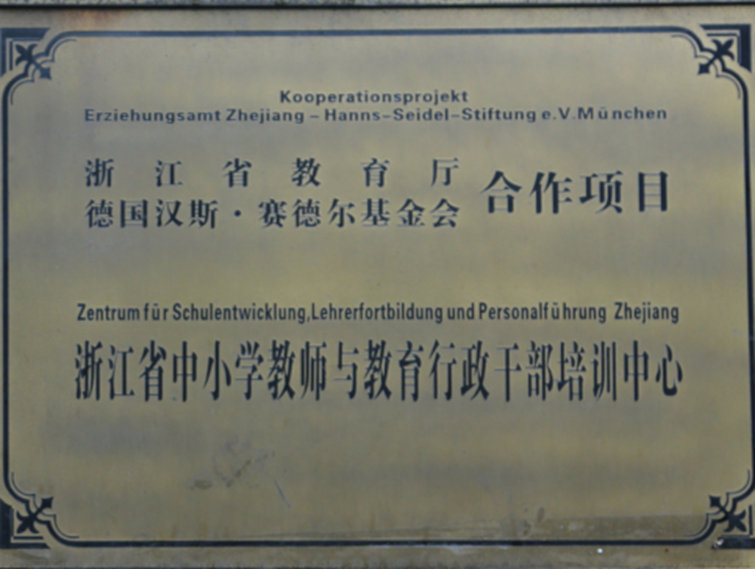 Kooperationsprojekt
Erziehungsamt Zhejiang – Hanns–Seidel–Stiftung e.V.München
浙江省教育厅
德国汉斯·赛德尔基金会 合作项目
Zentrum für Schulentwicklung,Lehrerfortbildung und Personalführung Zhejiang
浙江省中小学教师与教育行政干部培训中心